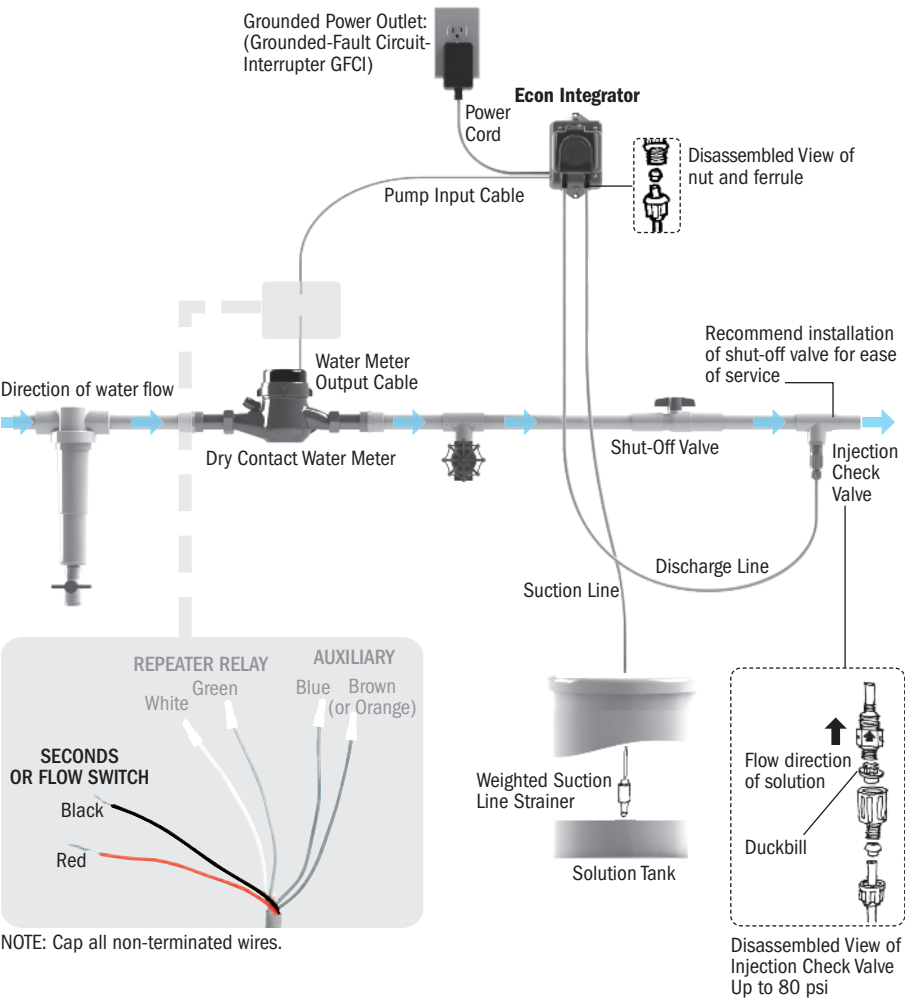 Grounded Power Outlet:
(Grounded-Fault Circuit-
Interrupter GFCI)
Econ Integrator
Power
Cord
Disassembled View of
nut and ferrule
Pump Input Cable
Recommend installation
of shut-off valve for ease
of service
Water Meter
Output Cable
Direction of water flow
Dry Contact Water Meter
Shut-Off Valve
Injection
Check
Valve
Discharge Line
Suction Line
REPEATER RELAY
AUXILIARY
White
Green
Blue
Brown
(or Orange)
SECONDS
OR FLOW SWITCH
Black
Red
Weighted Suction
Line Strainer
Solution Tank
Flow direction
of solution
Duckbill
NOTE: Cap all non-terminated wires.
Disassembled View of
Injection Check Valve
Up to 80 psi